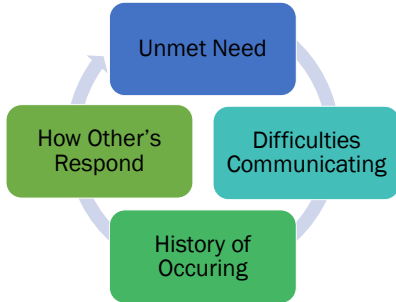 Unmet Need
Difficulties
Communicating
History of
Occuring
How Other's
Respond